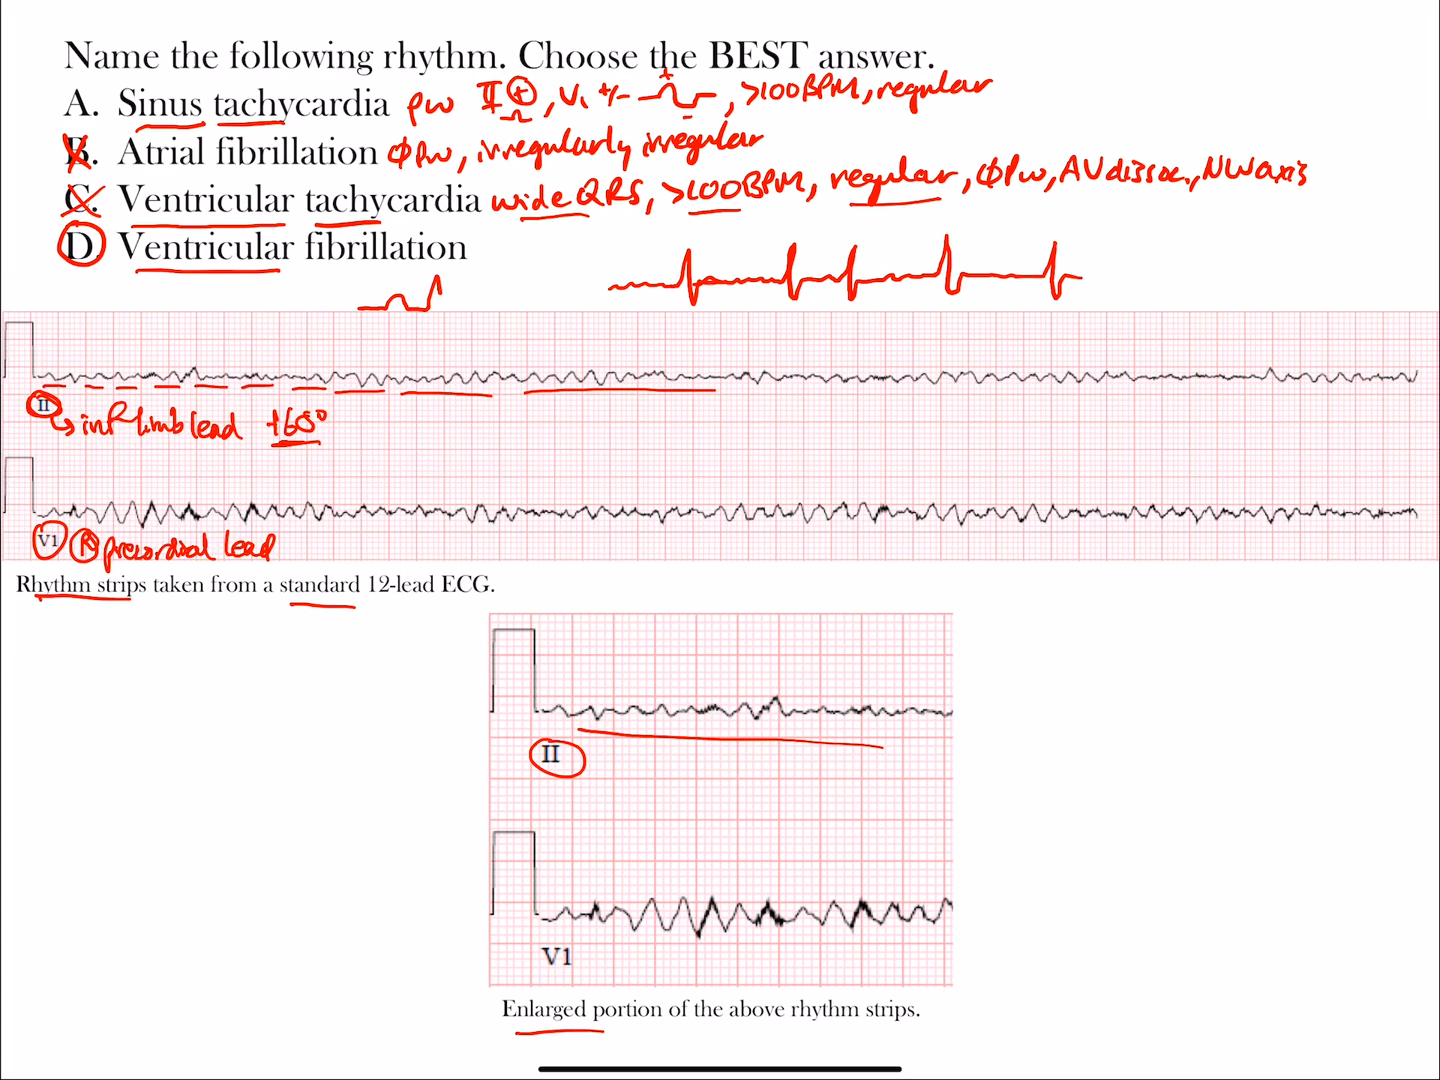 Name the following rhythm. Choose the BEST answer.
A. Sinus tachycardia pw II ⊕, V₁ +/- + -, >100BPM, regular
B. Atrial fibrillation ϕ pw, irregularly irregular
C. Ventricular tachycardia wide QRS, >100BPM, regular, ϕ Pw, AV dissoc., NW axis
D. Ventricular fibrillation
II
inf limb lead +60°
V1 Ⓡ precordial lead
Rhythm strips taken from a standard 12-lead ECG.
II
V1
Enlarged portion of the above rhythm strips.